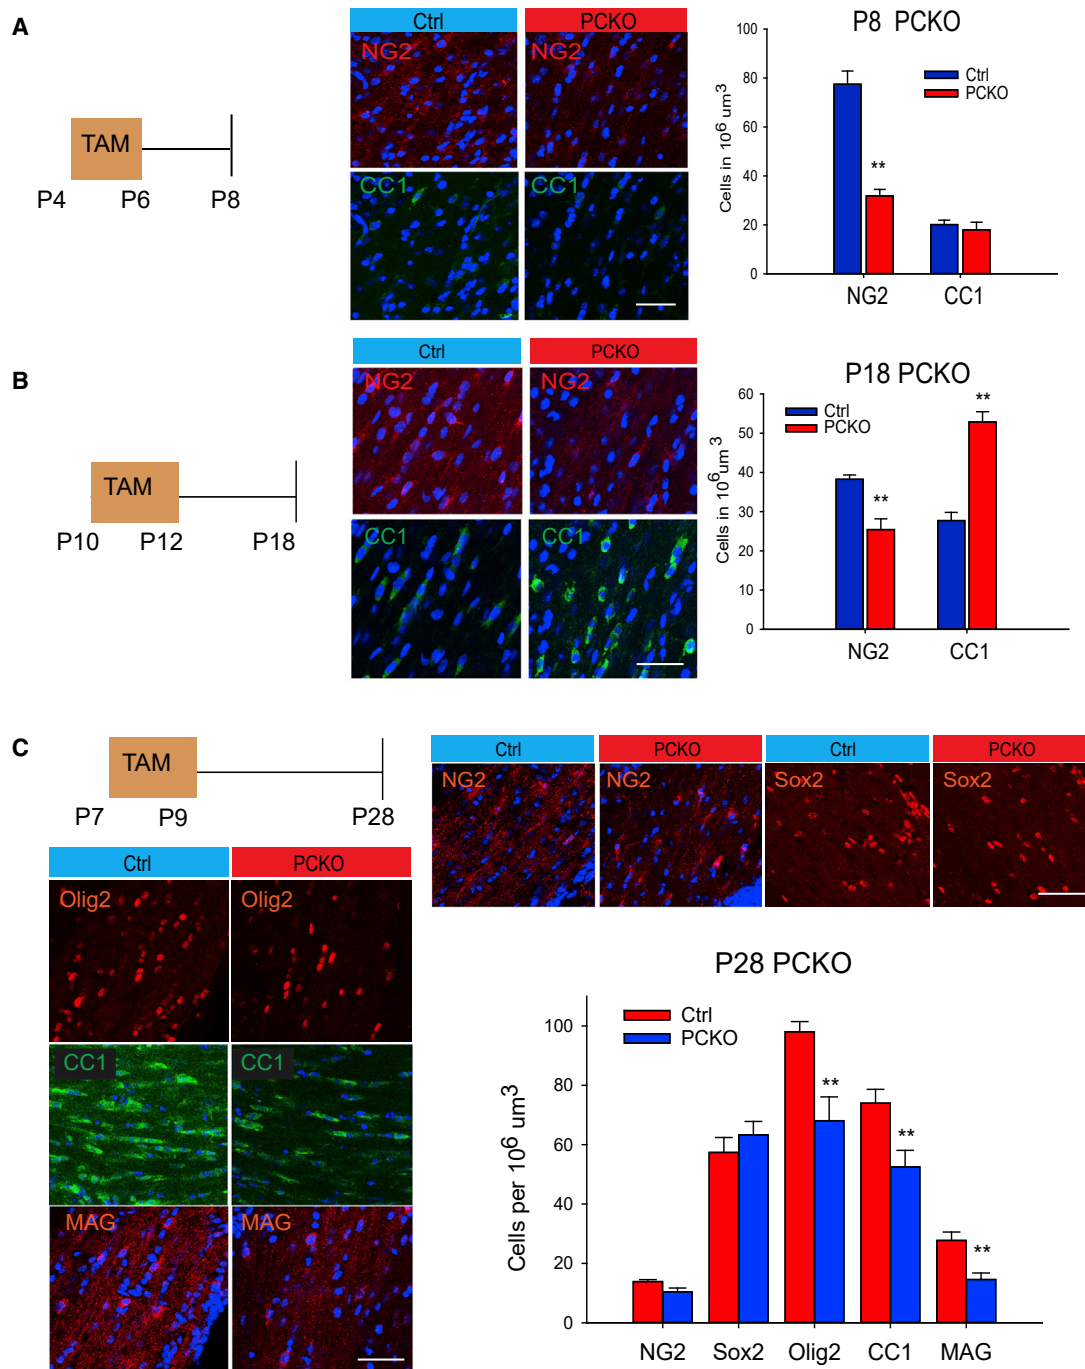 A
TAM
P4
P6
P8
Ctrl
PCKO
NG2
NG2
CC1
CC1
P8 PCKO
Ctrl
PCKO
Cells in 10⁶ um³
100
80
60
40
20
0
**
NG2
CC1
B
TAM
P10
P12
P18
Ctrl
PCKO
NG2
NG2
CC1
CC1
P18 PCKO
Ctrl
PCKO
Cells in 10⁶um³
60
50
40
30
20
10
0
**
**
NG2
CC1
C
TAM
P7
P9
P28
Ctrl
PCKO
Olig2
Olig2
CC1
CC1
MAG
MAG
Ctrl
PCKO
Ctrl
PCKO
NG2
NG2
Sox2
Sox2
P28 PCKO
Ctrl
PCKO
Cells per 10⁶ um³
100
80
60
40
20
0
**
**
**
NG2
Sox2
Olig2
CC1
MAG